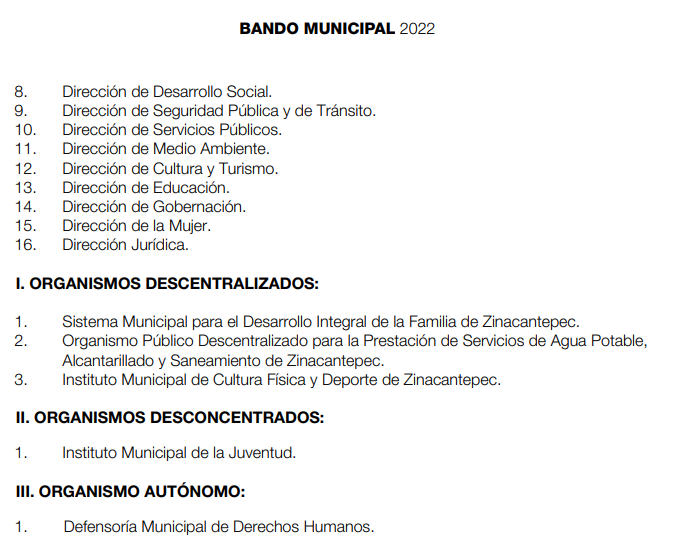 BANDO MUNICIPAL 2022
8. Dirección de Desarrollo Social.
9. Dirección de Seguridad Pública y de Tránsito.
10. Dirección de Servicios Públicos.
11. Dirección de Medio Ambiente.
12. Dirección de Cultura y Turismo.
13. Dirección de Educación.
14. Dirección de Gobernación.
15. Dirección de la Mujer.
16. Dirección Jurídica.
I. ORGANISMOS DESCENTRALIZADOS:
1. Sistema Municipal para el Desarrollo Integral de la Familia de Zinacantepec.
2. Organismo Público Descentralizado para la Prestación de Servicios de Agua Potable,
Alcantarillado y Saneamiento de Zinacantepec.
3. Instituto Municipal de Cultura Física y Deporte de Zinacantepec.
II. ORGANISMOS DESCONCENTRADOS:
1. Instituto Municipal de la Juventud.
III. ORGANISMO AUTÓNOMO:
1. Defensoría Municipal de Derechos Humanos.